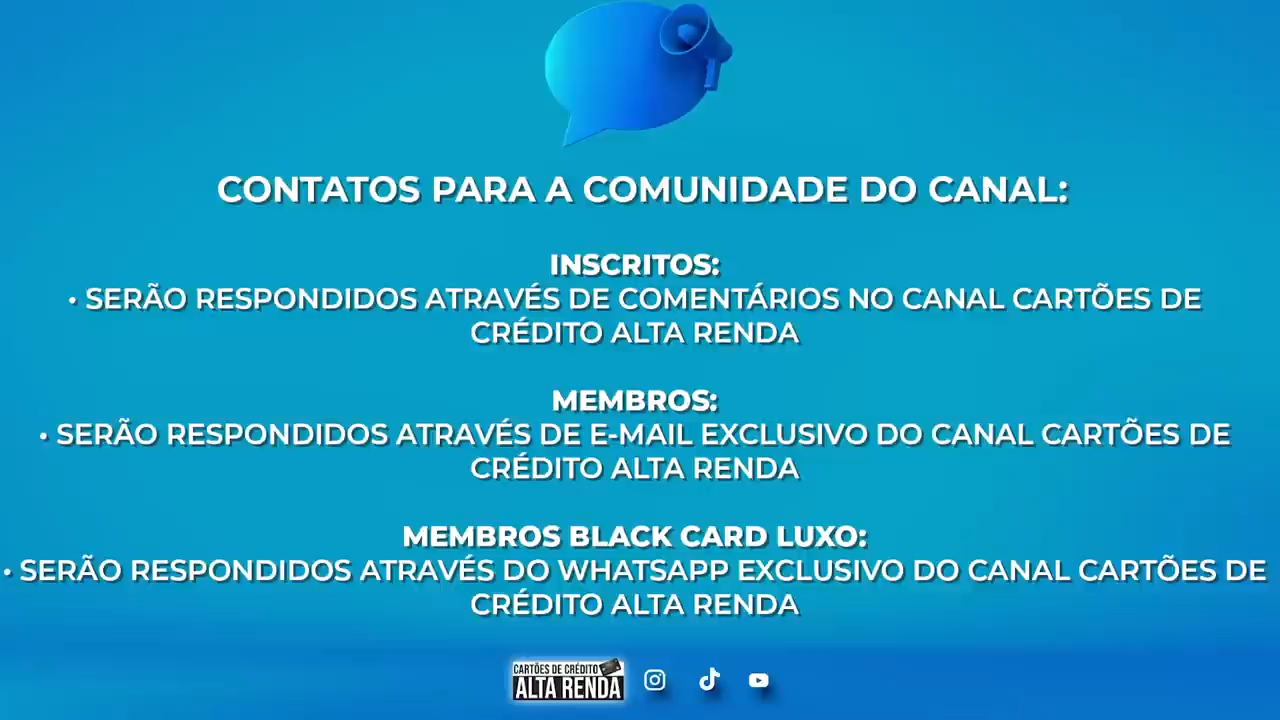 CONTATOS PARA A COMUNIDADE DO CANAL:
INSCRITOS:
• SERÃO RESPONDIDOS ATRAVÉS DE COMENTÁRIOS NO CANAL CARTÕES DE
CRÉDITO ALTA RENDA
MEMBROS:
• SERÃO RESPONDIDOS ATRAVÉS DE E-MAIL EXCLUSIVO DO CANAL CARTÕES DE
CRÉDITO ALTA RENDA
MEMBROS BLACK CARD LUXO:
• SERÃO RESPONDIDOS ATRAVÉS DO WHATSAPP EXCLUSIVO DO CANAL CARTÕES DE
CRÉDITO ALTA RENDA
CARTÕES DE CRÉDITO
ALTA RENDA